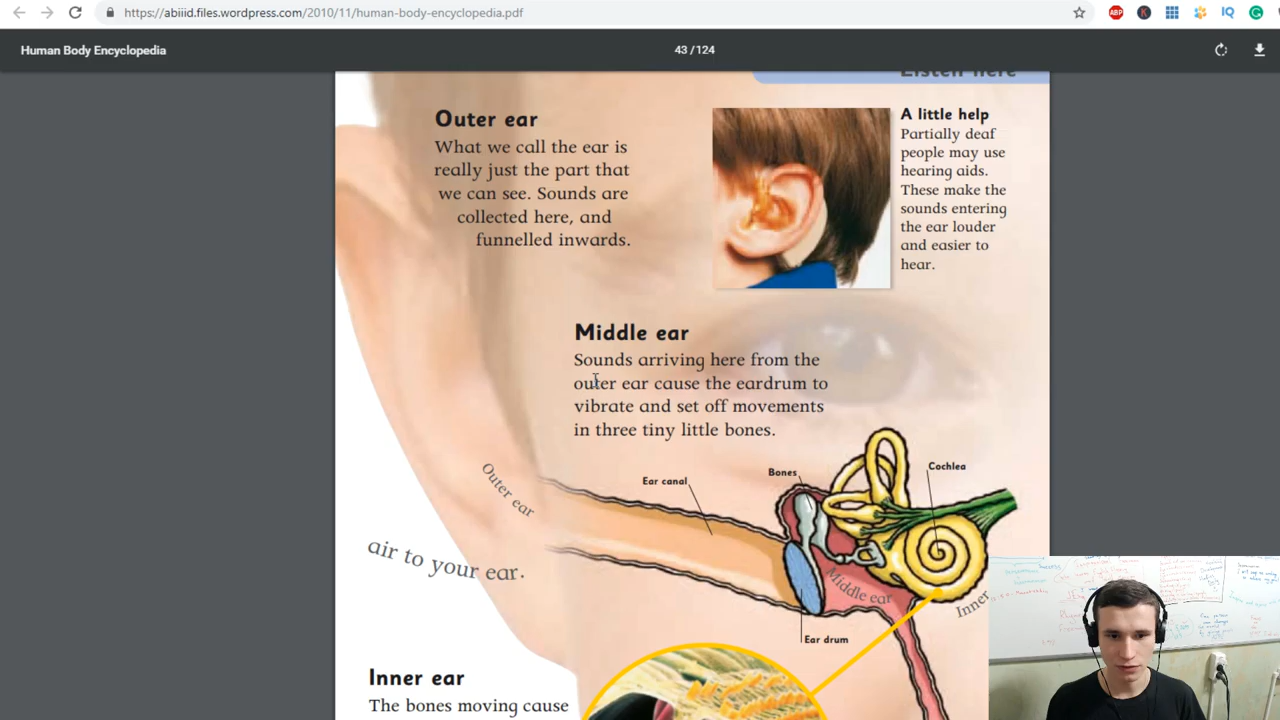 https://abiiid.files.wordpress.com/2010/11/human-body-encyclopedia.pdf
Human Body Encyclopedia
43 / 124
Listen here
Outer ear
What we call the ear is
really just the part that
we can see. Sounds are
collected here, and
funnelled inwards.
A little help
Partially deaf
people may use
hearing aids.
These make the
sounds entering
the ear louder
and easier to
hear.
Middle ear
Sounds arriving here from the
outer ear cause the eardrum to
vibrate and set off movements
in three tiny little bones.
Outer ear
Ear canal
Bones
Cochlea
air to your ear.
Middle ear
Inner
Ear drum
Inner ear
The bones moving cause